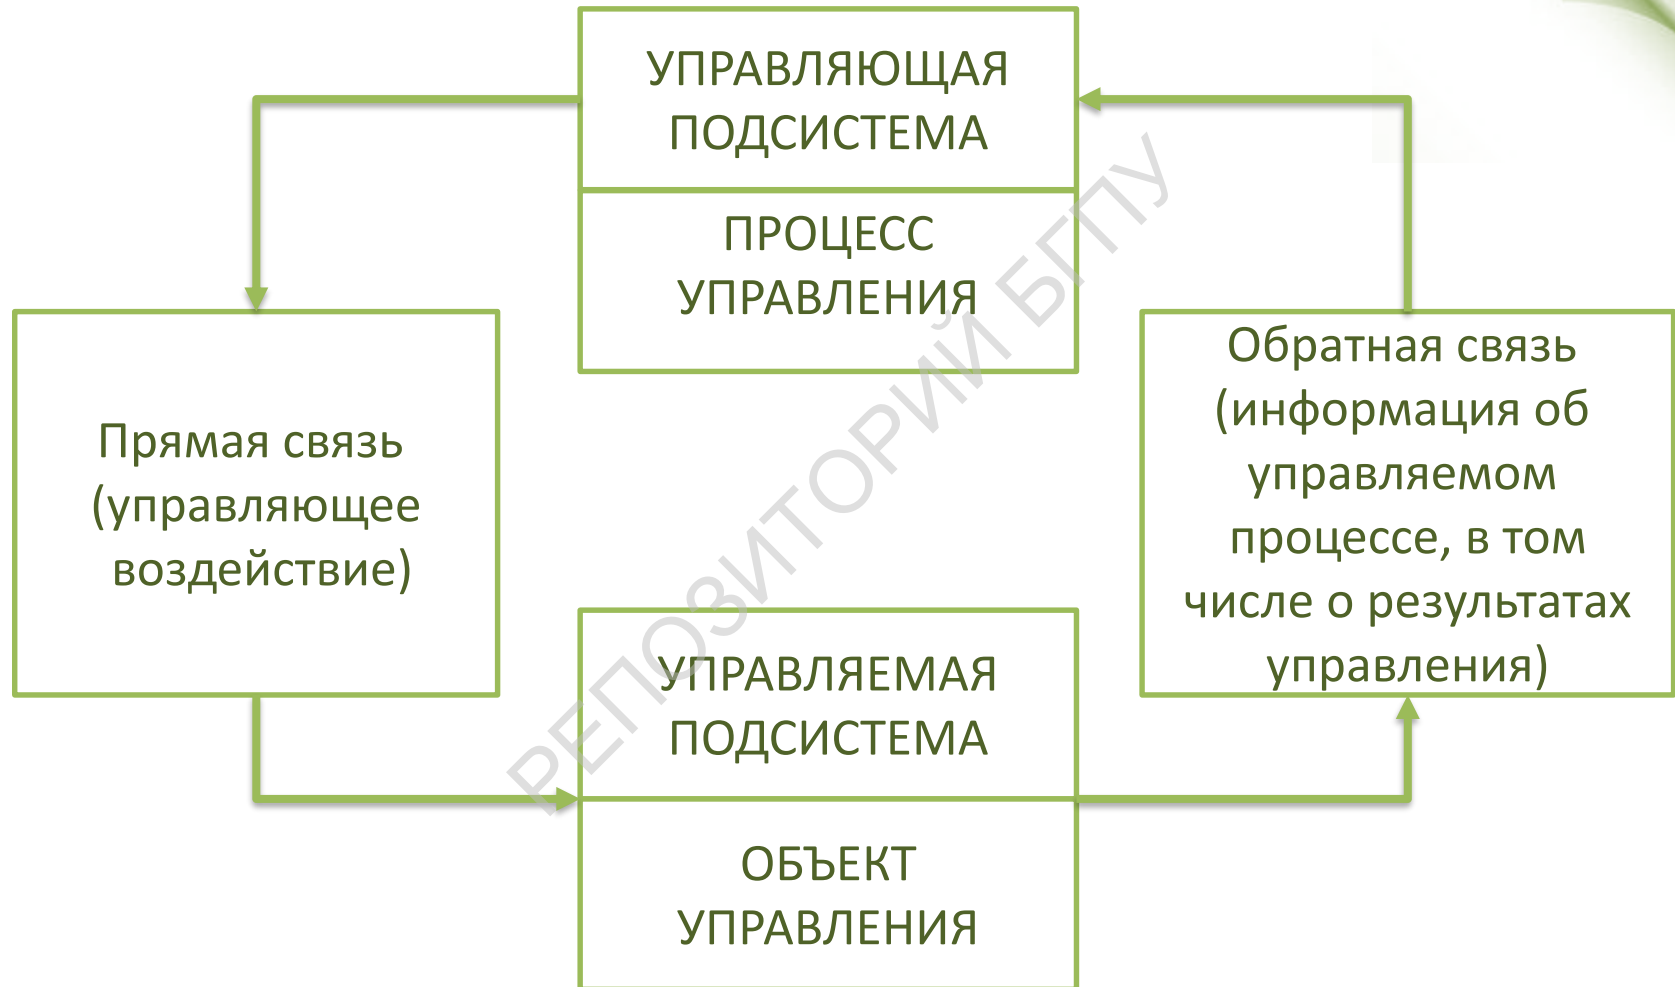 УПРАВЛЯЮЩАЯ
ПОДСИСТЕМА
ПРОЦЕСС
УПРАВЛЕНИЯ
Прямая связь
(управляющее
воздействие)
Обратная связь
(информация об
управляемом
процессе, в том
числе о результатах
управления)
УПРАВЛЯЕМАЯ
ПОДСИСТЕМА
ОБЪЕКТ
УПРАВЛЕНИЯ
РЕПОЗИТОРИЙ БГПУ